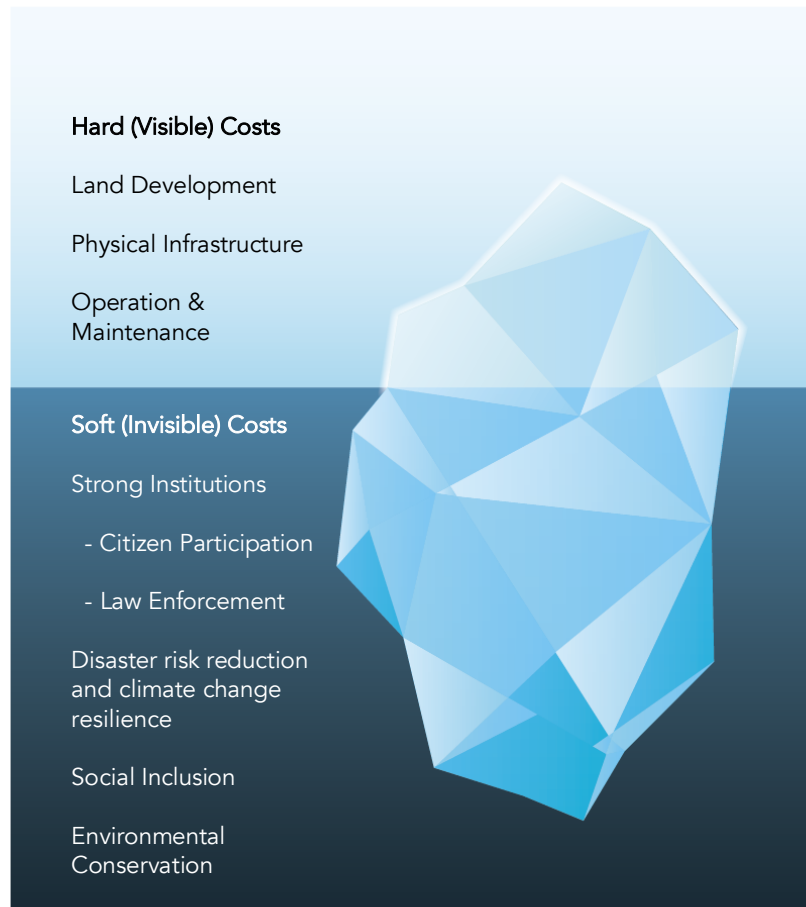 Hard (Visible) Costs
Land Development
Physical Infrastructure
Operation &
Maintenance
Soft (Invisible) Costs
Strong Institutions
- Citizen Participation
- Law Enforcement
Disaster risk reduction
and climate change
resilience
Social Inclusion
Environmental
Conservation